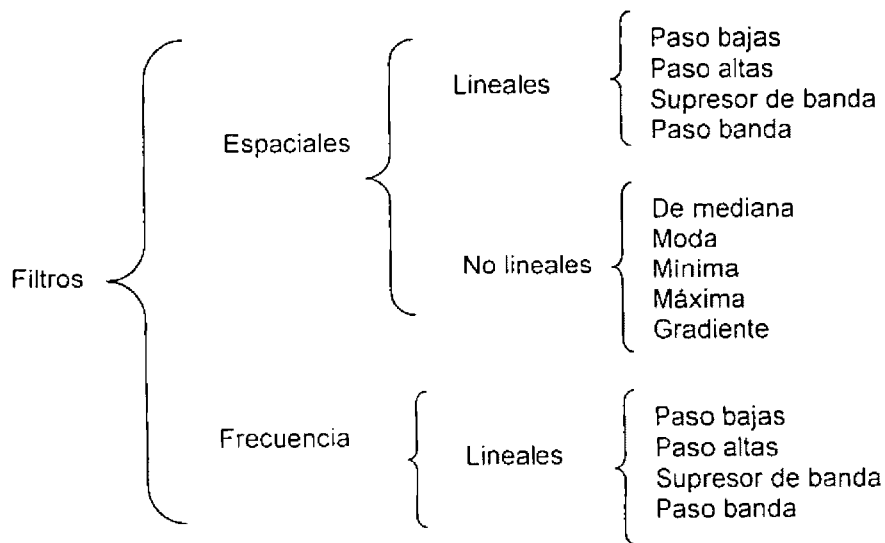 Filtros
Espaciales
Lineales
Paso bajas
Paso altas
Supresor de banda
Paso banda
No lineales
De mediana
Moda
Minima
Máxima
Gradiente
Frecuencia
Lineales
Paso bajas
Paso altas
Supresor de banda
Paso banda